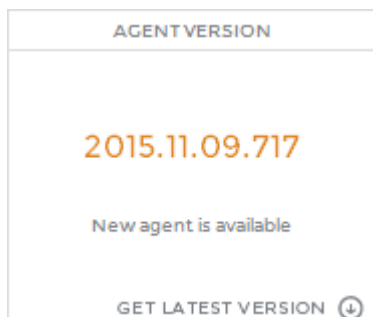 AGENT VERSION
2015.11.09.717
New agent is available
GET LATEST VERSION